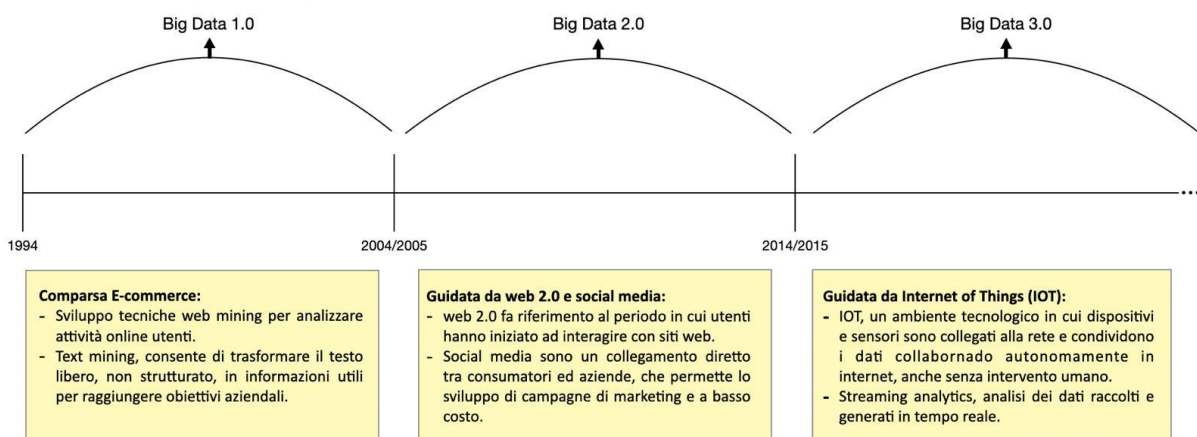 Big Data 1.0
Big Data 2.0
Big Data 3.0
...
1994
2004/2005
2014/2015
Comparsa E-commerce:
- Sviluppo tecniche web mining per analizzare
attività online utenti.
- Text mining, consente di trasformare il testo
libero, non strutturato, in informazioni utili
per raggiungere obiettivi aziendali.
Guidata da web 2.0 e social media:
- web 2.0 fa riferimento al periodo in cui utenti
hanno iniziato ad interagire con siti web.
- Social media sono un collegamento diretto
tra consumatori ed aziende, che permette lo
sviluppo di campagne di marketing e a basso
costo.
Guidata da Internet of Things (IOT):
- IOT, un ambiente tecnologico in cui dispositivi
e sensori sono collegati alla rete e condividono
i dati collabornado autonomamente in
internet, anche senza intervento umano.
- Streaming analytics, analisi dei dati raccolti e
generati in tempo reale.